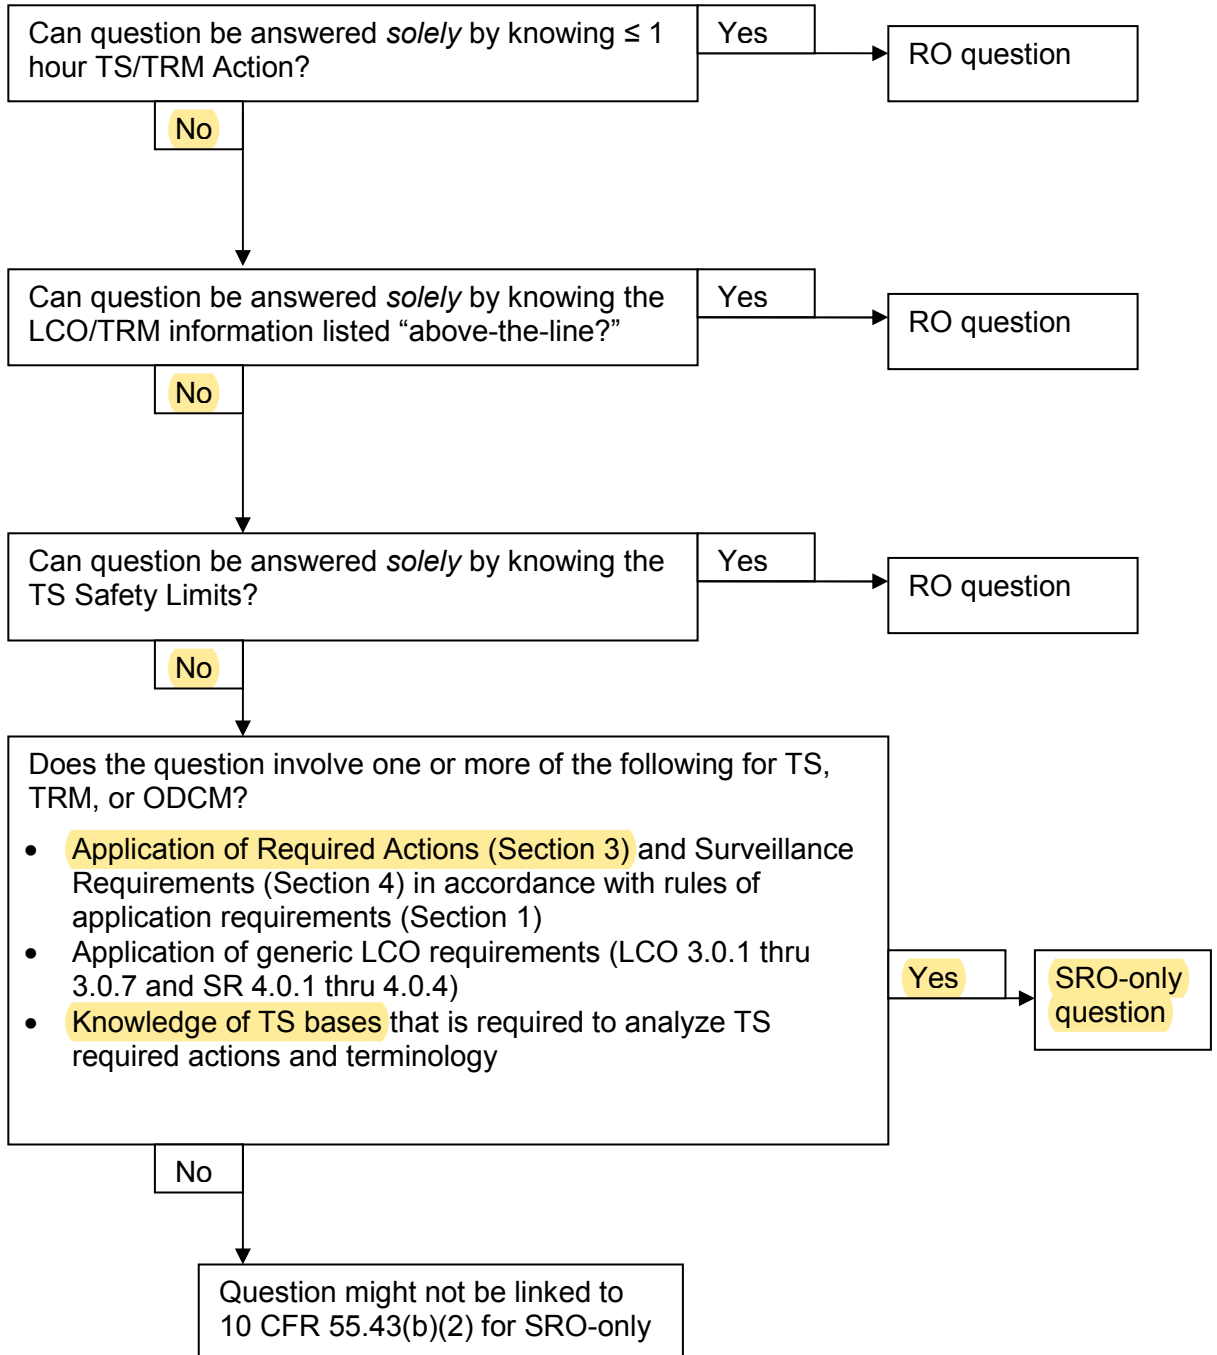 Can question be answered solely by knowing ≤ 1
hour TS/TRM Action?
Yes
RO question
No
Can question be answered solely by knowing the
LCO/TRM information listed “above-the-line?”
Yes
RO question
No
Can question be answered solely by knowing the
TS Safety Limits?
Yes
RO question
No
Does the question involve one or more of the following for TS,
TRM, or ODCM?
• Application of Required Actions (Section 3) and Surveillance
Requirements (Section 4) in accordance with rules of
application requirements (Section 1)
• Application of generic LCO requirements (LCO 3.0.1 thru
3.0.7 and SR 4.0.1 thru 4.0.4)
• Knowledge of TS bases that is required to analyze TS
required actions and terminology
Yes
SRO-only
question
No
Question might not be linked to
10 CFR 55.43(b)(2) for SRO-only